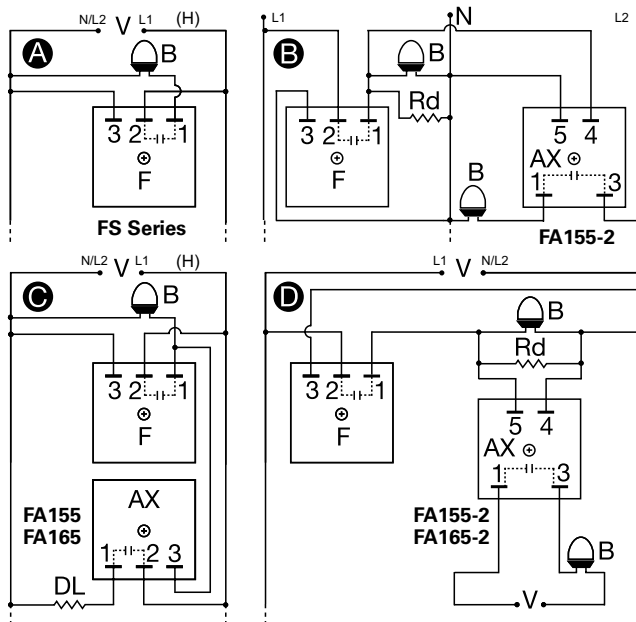 N/L2 V L1 (H)
A
B
3 2 1
F
FS Series
L1 N L2
B
B
Rd
3 2 1
F
5 4
AX
1 3
B
FA155-2
N/L2 V L1 (H)
C
B
3 2 1
F
AX
FA155
FA165
1 2 3
DL
L1 V N/L2
D
B
Rd
3 2 1
F
5 4
AX
1 3
FA155-2
FA165-2
B
V